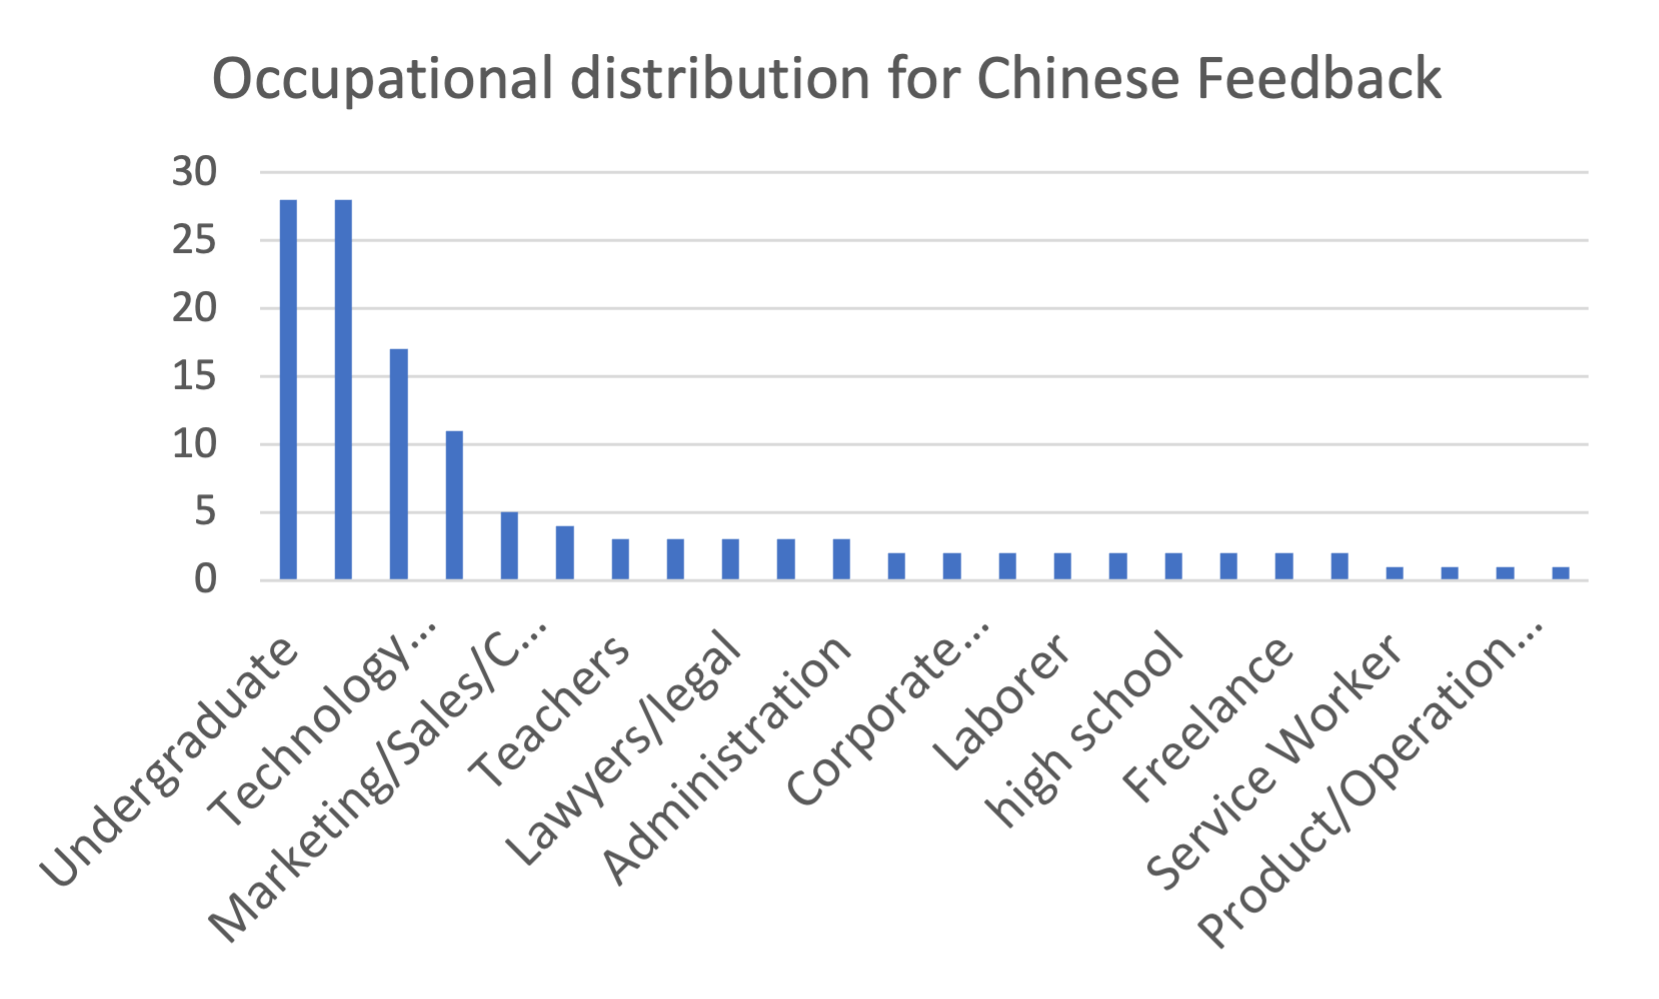 Occupational distribution for Chinese Feedback
30
25
20
15
10
5
0
Undergraduate
Technology...
Marketing/Sales/C...
Teachers
Lawyers/legal
Administration
Corporate...
Laborer
high school
Freelance
Service Worker
Product/Operation...